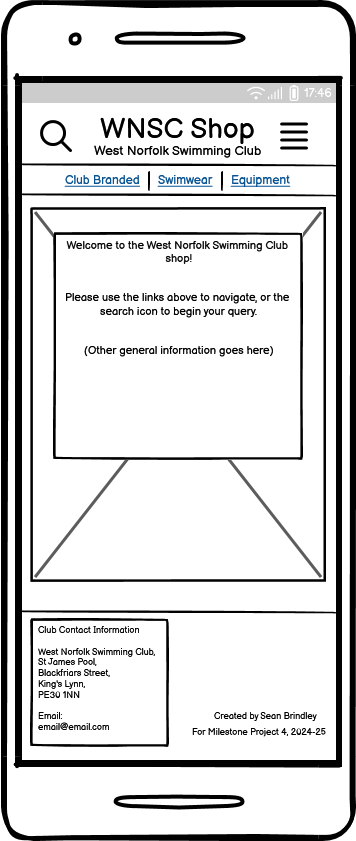 17:46
WNSC Shop
West Norfolk Swimming Club
Club Branded
Swimwear
Equipment
Welcome to the West Norfolk Swimming Club
shop!
Please use the links above to navigate, or the
search icon to begin your query.
(Other general information goes here)
Club Contact Information
West Norfolk Swimming Club,
St James Pool,
Blackfriars Street,
King's Lynn,
PE30 1NN
Email:
email@email.com
Created by Sean Brindley
For Milestone Project 4, 2024-25